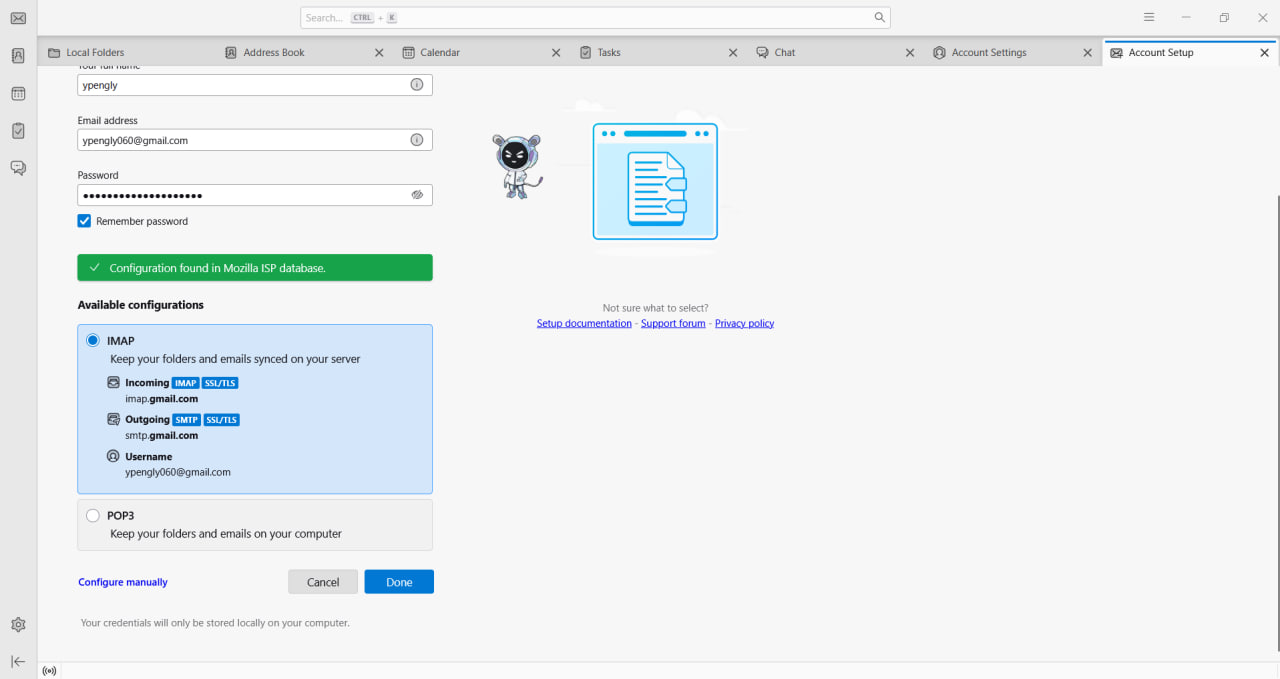 Search... CTRL + K
Local Folders
Address Book
Calendar
Tasks
Chat
Account Settings
Account Setup
Your full name
ypengly
Email address
ypengly060@gmail.com
Password
Remember password
Configuration found in Mozilla ISP database.
Available configurations
IMAP
Keep your folders and emails synced on your server
Incoming IMAP SSL/TLS
imap.gmail.com
Outgoing SMTP SSL/TLS
smtp.gmail.com
Username
ypengly060@gmail.com
POP3
Keep your folders and emails on your computer
Configure manually
Cancel
Done
Your credentials will only be stored locally on your computer.
Not sure what to select?
Setup documentation - Support forum - Privacy policy